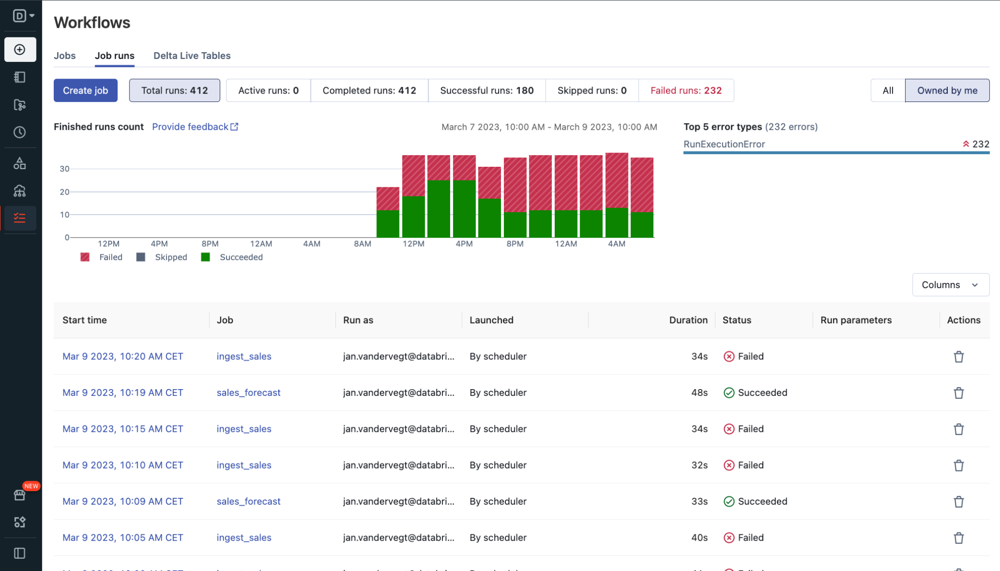 D
Workflows
Jobs Job runs Delta Live Tables
Create job Total runs: 412 Active runs: 0 Completed runs: 412 Successful runs: 180 Skipped runs: 0 Failed runs: 232 All Owned by me
Finished runs count Provide feedback March 7 2023, 10:00 AM - March 9 2023, 10:00 AM Top 5 error types (232 errors)
RunExecutionError 232
30
20
10
0
12PM 4PM 8PM 12AM 4AM 8AM 12PM 4PM 8PM 12AM 4AM
Failed Skipped Succeeded
Columns
Start time Job Run as Launched Duration Status Run parameters Actions
Mar 9 2023, 10:20 AM CET ingest_sales jan.vandervegt@databri... By scheduler 34s Failed
Mar 9 2023, 10:19 AM CET sales_forecast jan.vandervegt@databri... By scheduler 48s Succeeded
Mar 9 2023, 10:15 AM CET ingest_sales jan.vandervegt@databri... By scheduler 34s Failed
Mar 9 2023, 10:10 AM CET ingest_sales jan.vandervegt@databri... By scheduler 32s Failed
NEW
Mar 9 2023, 10:09 AM CET sales_forecast jan.vandervegt@databri... By scheduler 33s Succeeded
Mar 9 2023, 10:05 AM CET ingest_sales jan.vandervegt@databri... By scheduler 40s Failed